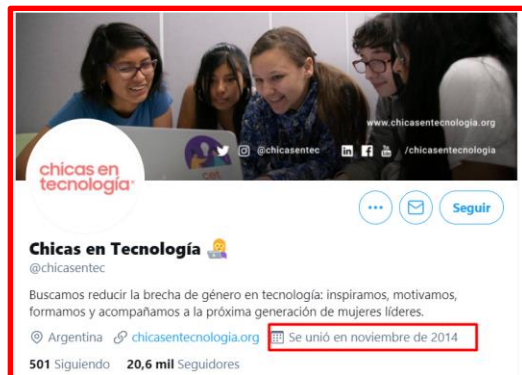 www.chicasentecnologia.org
@chicasentec /chicasentecnologia
cet
chicas en
tecnología
Seguir
Chicas en Tecnología
@chicasentec
Buscamos reducir la brecha de género en tecnología: inspiramos, motivamos,
formamos y acompañamos a la próxima generación de mujeres líderes.
Argentina chicasentecnologia.org Se unió en noviembre de 2014
501 Siguiendo 20,6 mil Seguidores